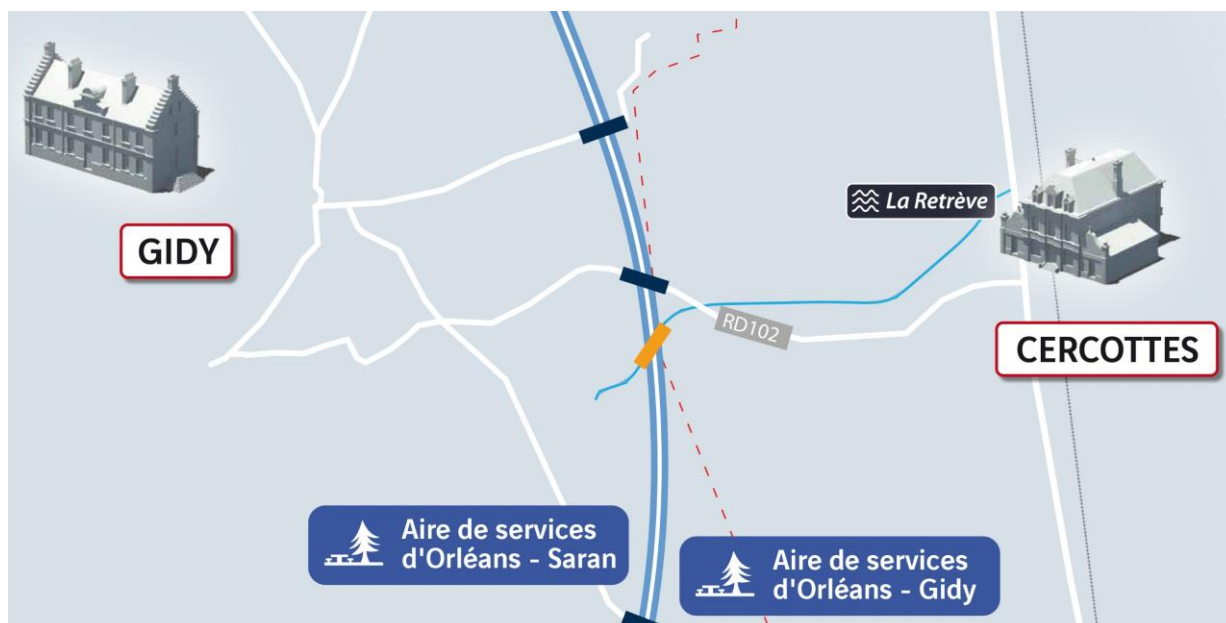 La Retrève
GIDY
RD102
CERCOTTES
Aire de services
d'Orléans - Saran
Aire de services
d'Orléans - Gidy